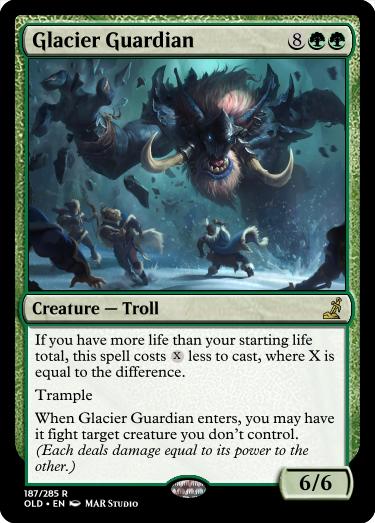 Glacier Guardian 8
Creature — Troll
If you have more life than your starting life
total, this spell costs X less to cast, where X is
equal to the difference.
Trample
When Glacier Guardian enters, you may have
it fight target creature you don't control.
(Each deals damage equal to its power to the
other.)
6/6
187/285 R
OLD • EN MAR Studio